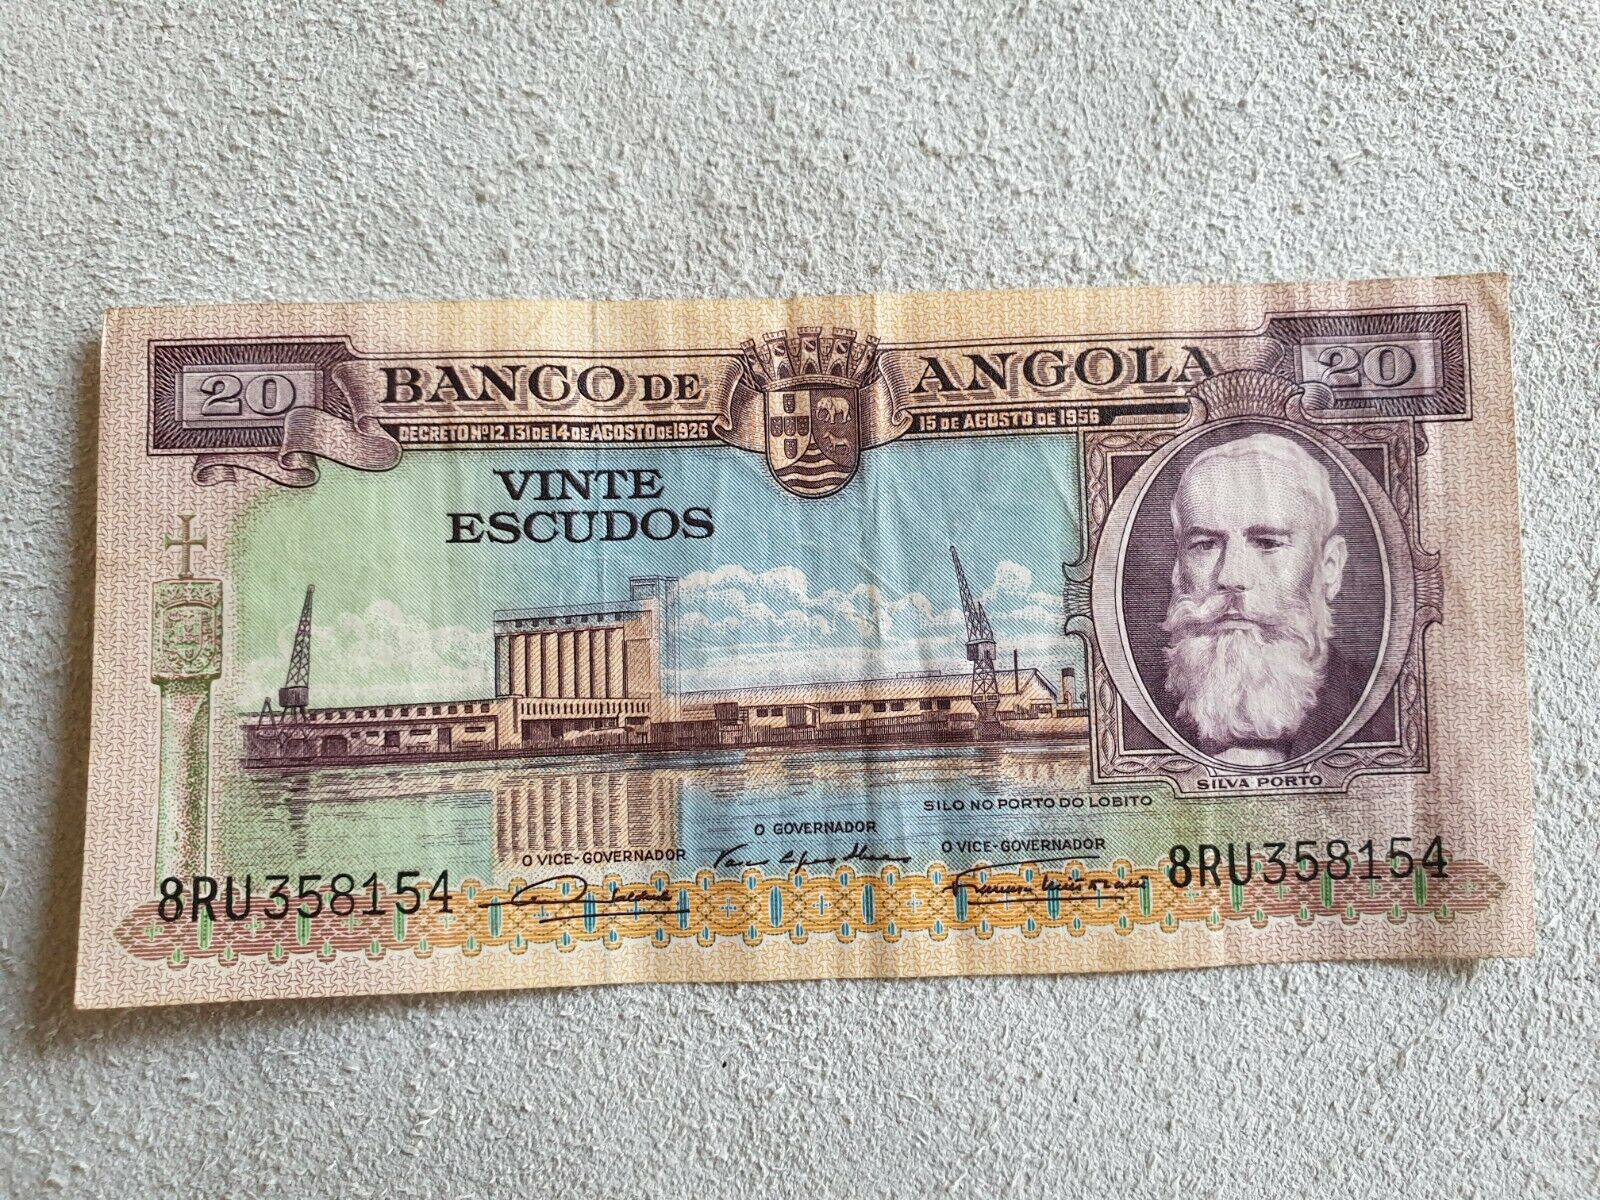 20 BANCO DE ANGOLA 20
DECRETO Nº 12.131 DE 14 DE AGOSTO DE 1926
15 DE AGOSTO DE 1956
VINTE
ESCUDOS
SILVA PORTO
SILO NO PORTO DO LOBITO
O GOVERNADOR
O VICE-GOVERNADOR
O VICE-GOVERNADOR
8RU358154
8RU358154